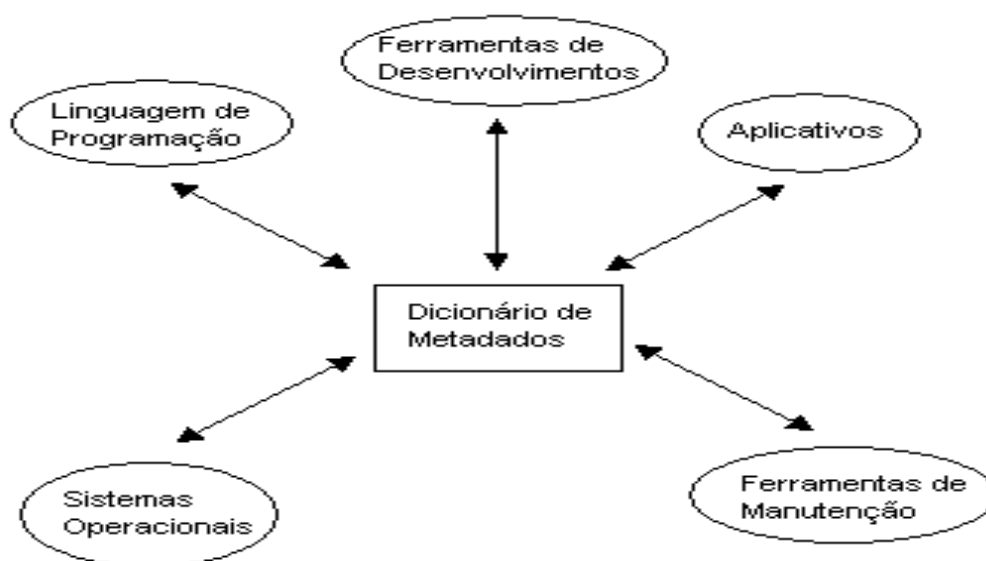 Ferramentas de
Desenvolvimentos
Linguagem de
Programação
Aplicativos
Dicionário de
Metadados
Sistemas
Operacionais
Ferramentas de
Manutenção